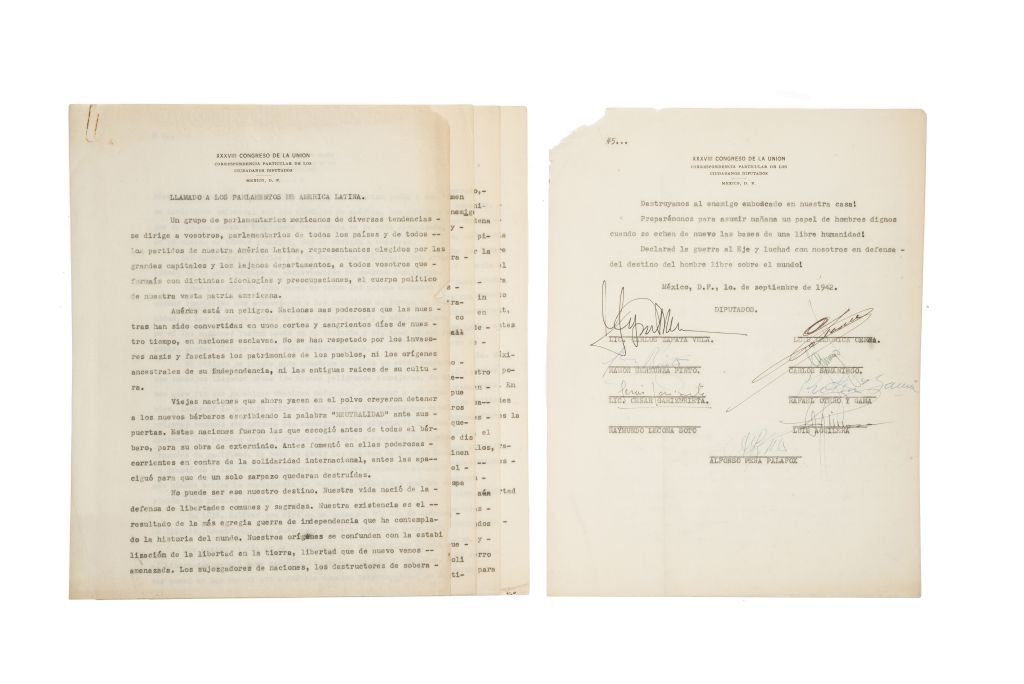 XXXVIII CONGRESO DE LA UNION
CORRESPONDENCIA PARTICULAR DE LOS
CIUDADANOS DIPUTADOS
MEXICO, D. F.
LLAMADO A LOS PARLAMENTOS DE AMERICA LATINA.
Un grupo de parlamentarios mexicanos de diversas tendencias -
se dirige a vosotros, parlamentarios de todos los países y de todos --
los partidos de nuestra América Latina, representantes elegidos por las
grandes capitales y los lejanos departamentos, a todos vosotros que -
formais con distintas ideologías y preocupaciones, el cuerpo político
de nuestra vasta patria americana.
América está en peligro. Naciones mas poderosas que las nues -
tras han sido convertidas en unos cortos y sangrientos días de nues -
tro tiempo, en naciones esclavas. No se han respetado por los invaso-
res nazis y fascistas los patrimonios de los pueblos, ni los orígenes
ancestrales de su independencia, ni las antiguas raices de su cultu -
ra.
Viejas naciones que ahora yacen en el polvo creyeron detener
a los nuevos bárbaros escribiendo la palabra "NEUTRALIDAD" ante sus-
puertas. Estas naciones fueron las que escogió antes de todas el bár-
baro, para su obra de exterminio. Antes fomentó en ellas poderosas -
corrientes en contra de la solidaridad internacional, antes las apa--
ciguó para que de un solo zarpazo quedaran destruídas.
No puede ser ese nuestro destino. Nuestra vida nació de la -
defensa de libertades comunes y sagradas. Nuestra existencia es el --
resultado de la más egregia guerra de independencia que ha contempla-
do la historia del mundo. Nuestros orígenes se confunden con la estabi
lización de la libertad en la tierra, libertad que de nuevo vemos --
amenazada. Los sojuzgadores de naciones, los destructores de sobera -
45...
XXXVIII CONGRESO DE LA UNION
CORRESPONDENCIA PARTICULAR DE LOS
CIUDADANOS DIPUTADOS
MEXICO, D. F.
Destruyamos al enemigo emboscado en nuestra casa!
Preparémonos para asumir mañana un papel de hombres dignos
cuando se echen de nuevo las bases de una libre humanidad!
Declarad la guerra al Eje y luchad con nosotros en defensa -
del destino del hombre libre sobre el mundo!
México, D.F., 1o. de septiembre de 1942.
DIPUTADOS.
LIC. CARLOS ZAPATA VELA.
LUIS
RAMON PINTO.
CARLOS SAMANIEGO.
LIC. CESAR GARIZURIETA.
RAFAEL OTERO Y GAMA
RAYMUNDO LECONA SOTO
LUIS AGUILERA
ALFONSO PEÑA PALAFOX